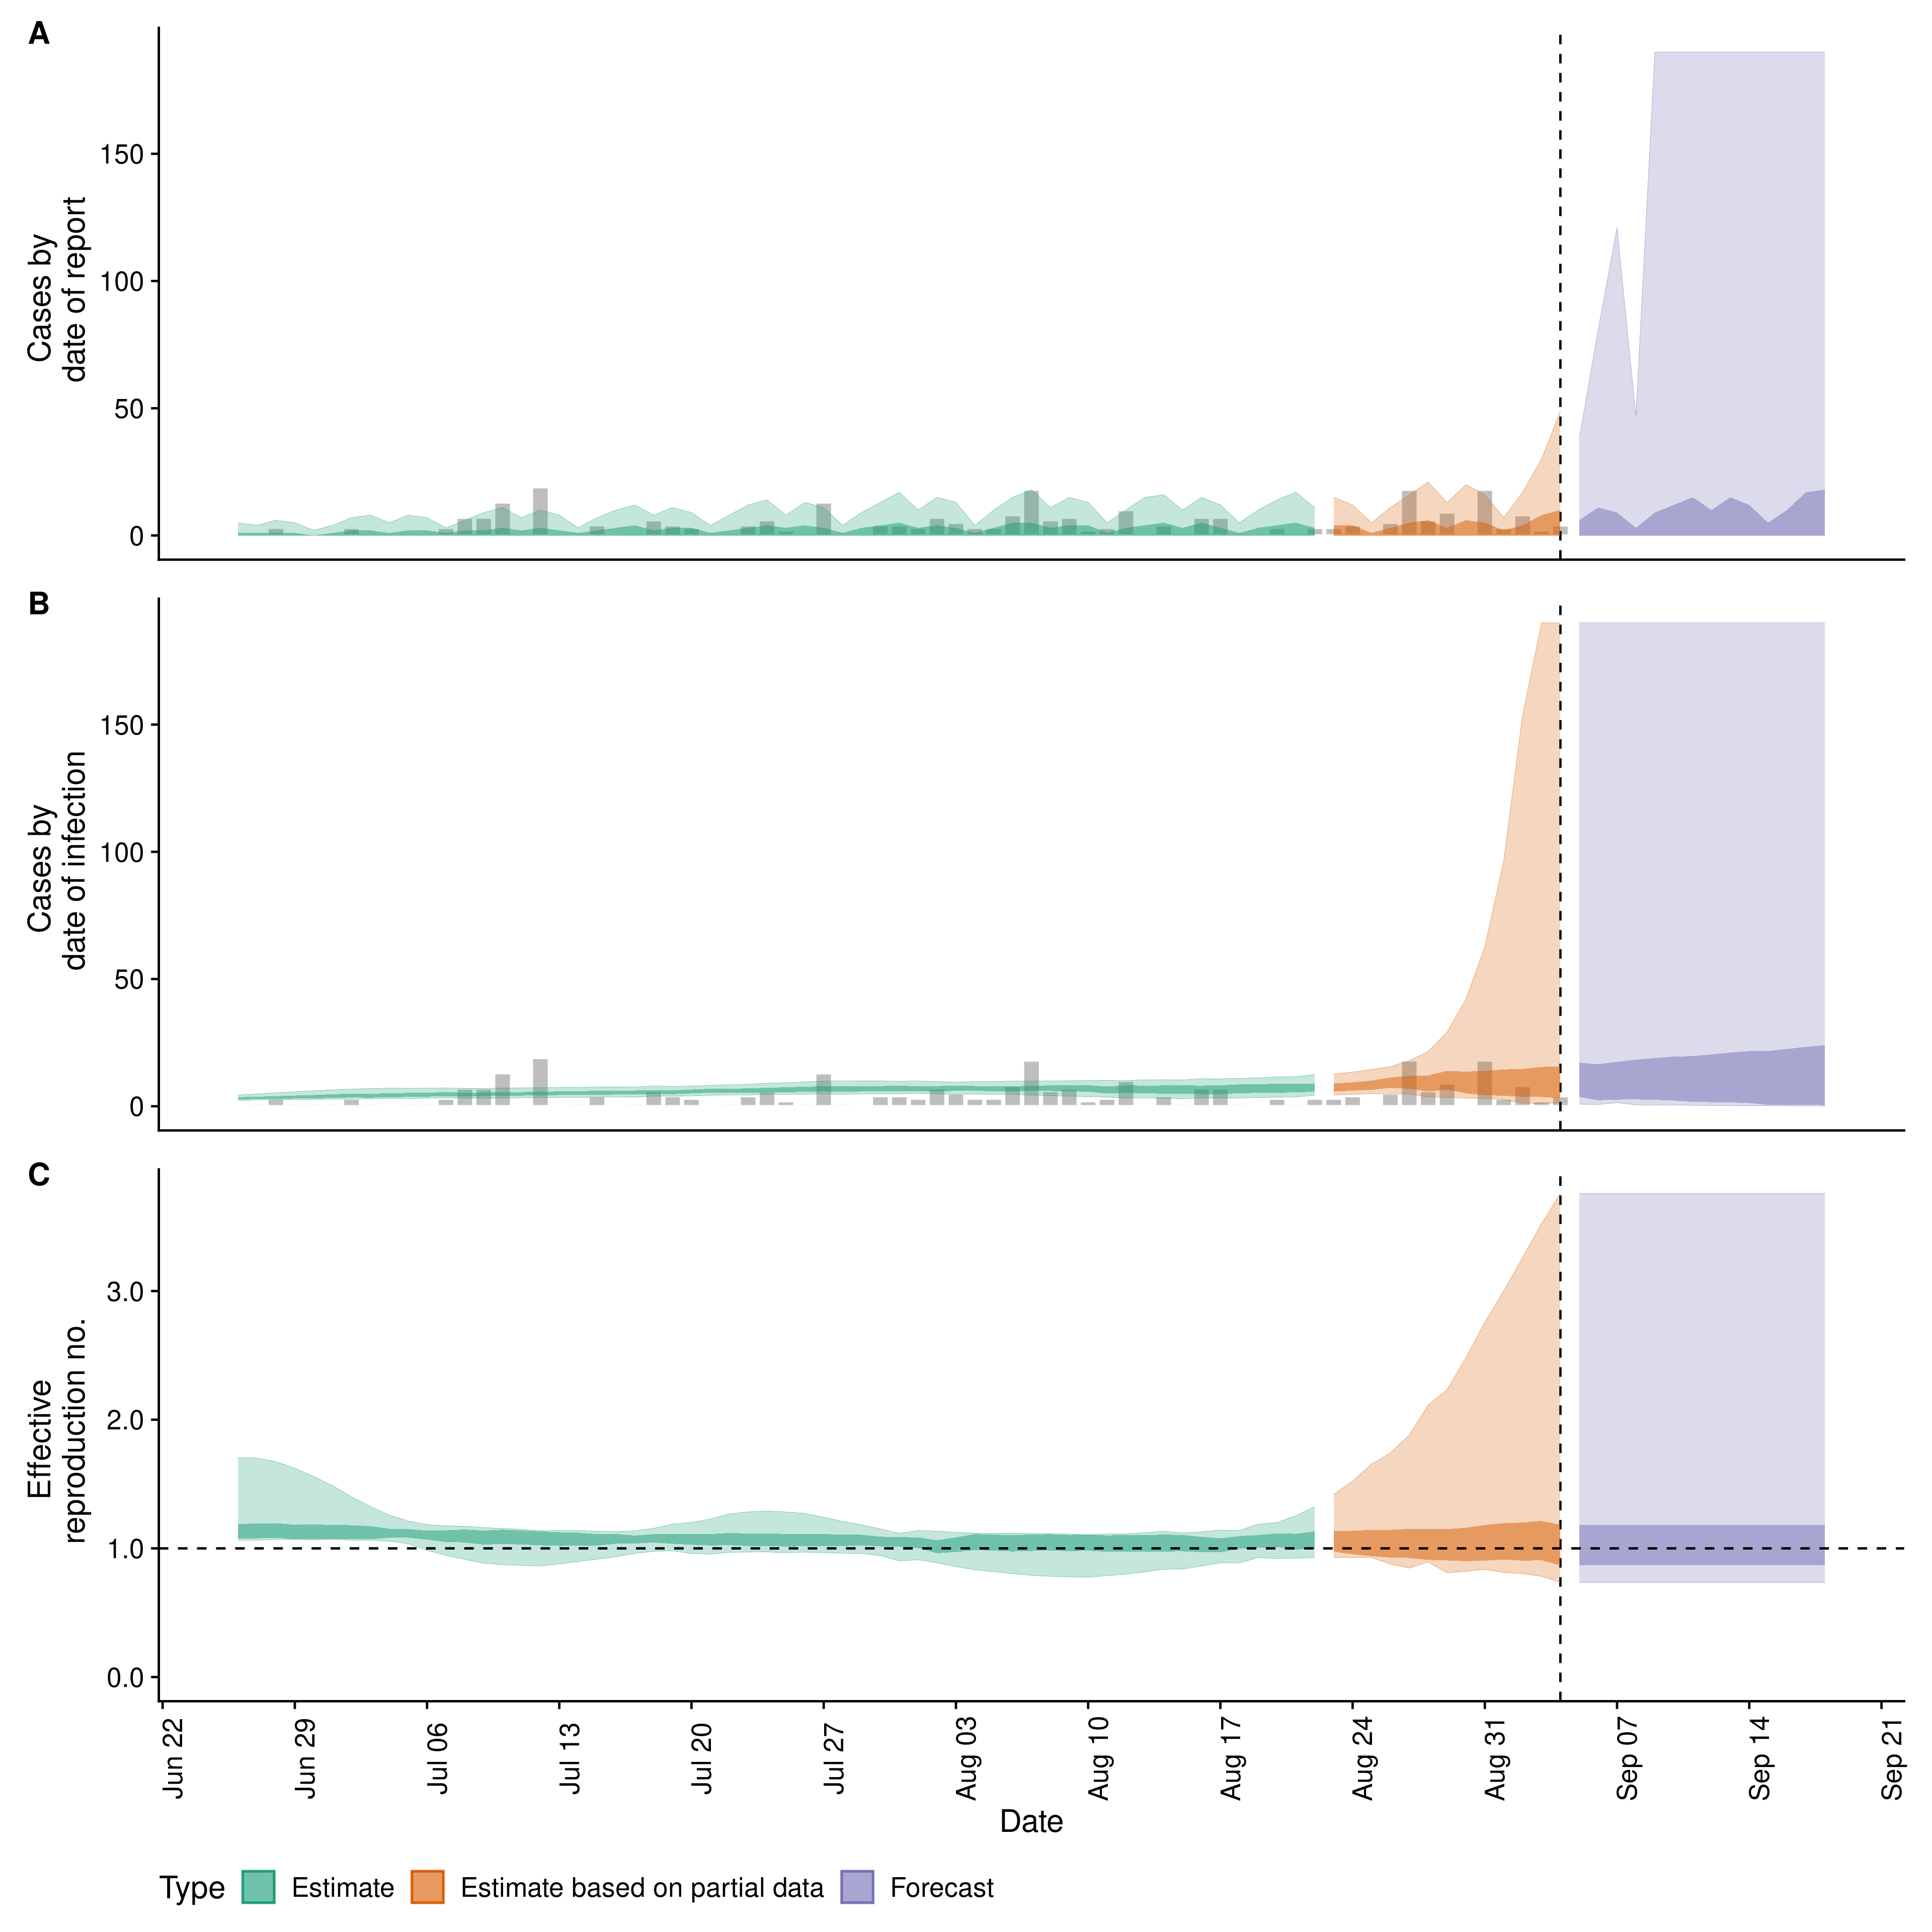 A
Cases by
date of report
150
100
50
0
B
Cases by
date of infection
150
100
50
0
C
Effective
reproduction no.
3.0
2.0
1.0
0.0
Jun 22
Jun 29
Jul 06
Jul 13
Jul 20
Jul 27
Aug 03
Aug 10
Aug 17
Aug 24
Aug 31
Sep 07
Sep 14
Sep 21
Date
Type
Estimate
Estimate based on partial data
Forecast